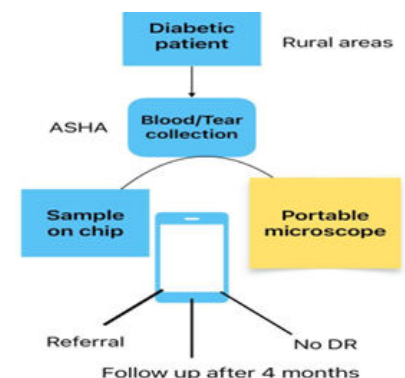 Diabetic
patient
Rural areas
ASHA
Blood/Tear
collection
Sample
on chip
Portable
microscope
Referral
No DR
Follow up after 4 months